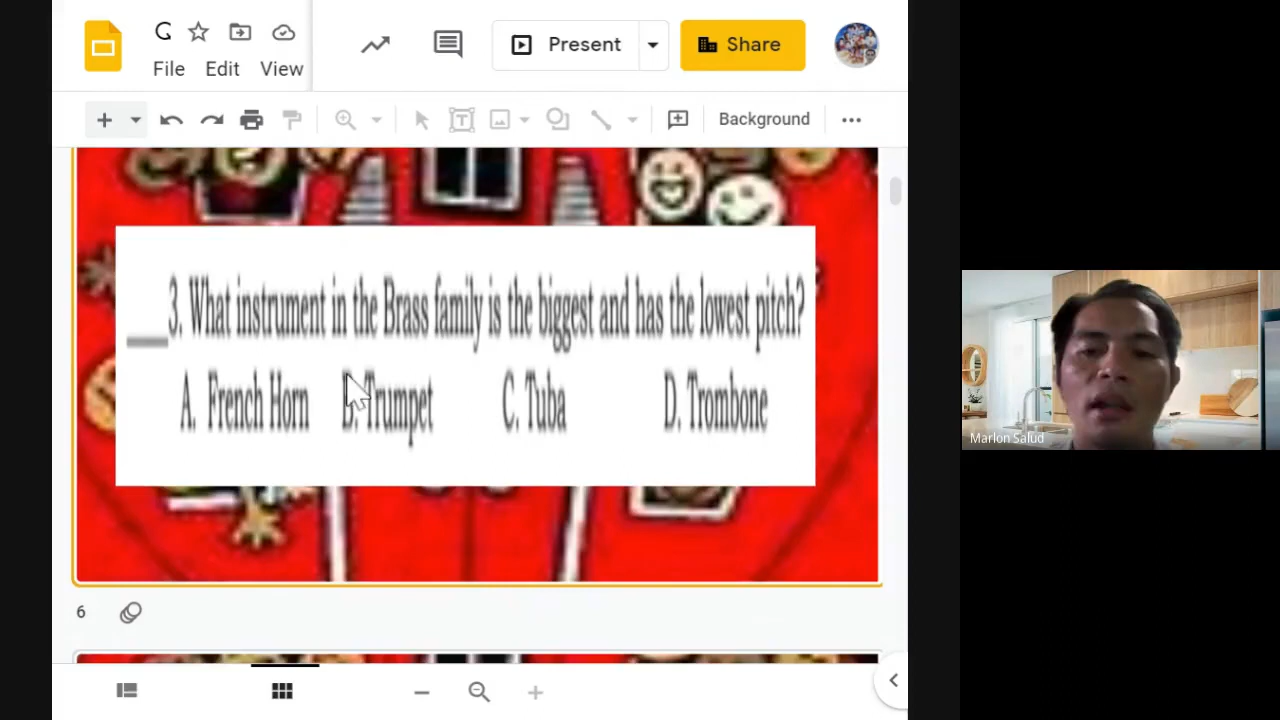 File Edit View
Present
Share
Background
___3. What instrument in the Brass family is the biggest and has the lowest pitch?
A. French Horn B. Trumpet C. Tuba D. Trombone
6
Marlon Salud